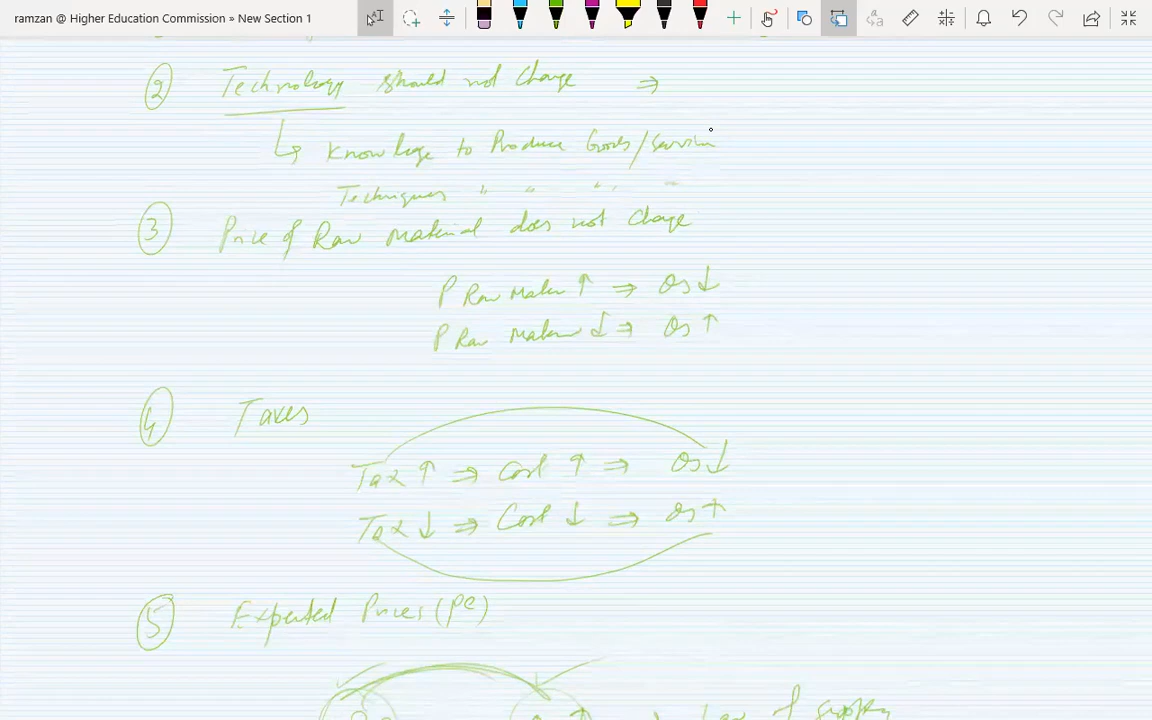 ramzan @ Higher Education Commission » New Section 1
② Technology should not change ⇒
↳ Knowledge to Produce Goods/Services
Techniques " " " "
③ Price of Raw Material does not change
P Raw Mater ↑ ⇒ Qs ↓
P Raw Mater ↓ ⇒ Qs ↑
④ Taxes
Tax ↑ ⇒ Cost ↑ ⇒ Qs ↓
Tax ↓ ⇒ Cost ↓ ⇒ Qs ↑
⑤ Expected Prices (Pe)
Law of supply